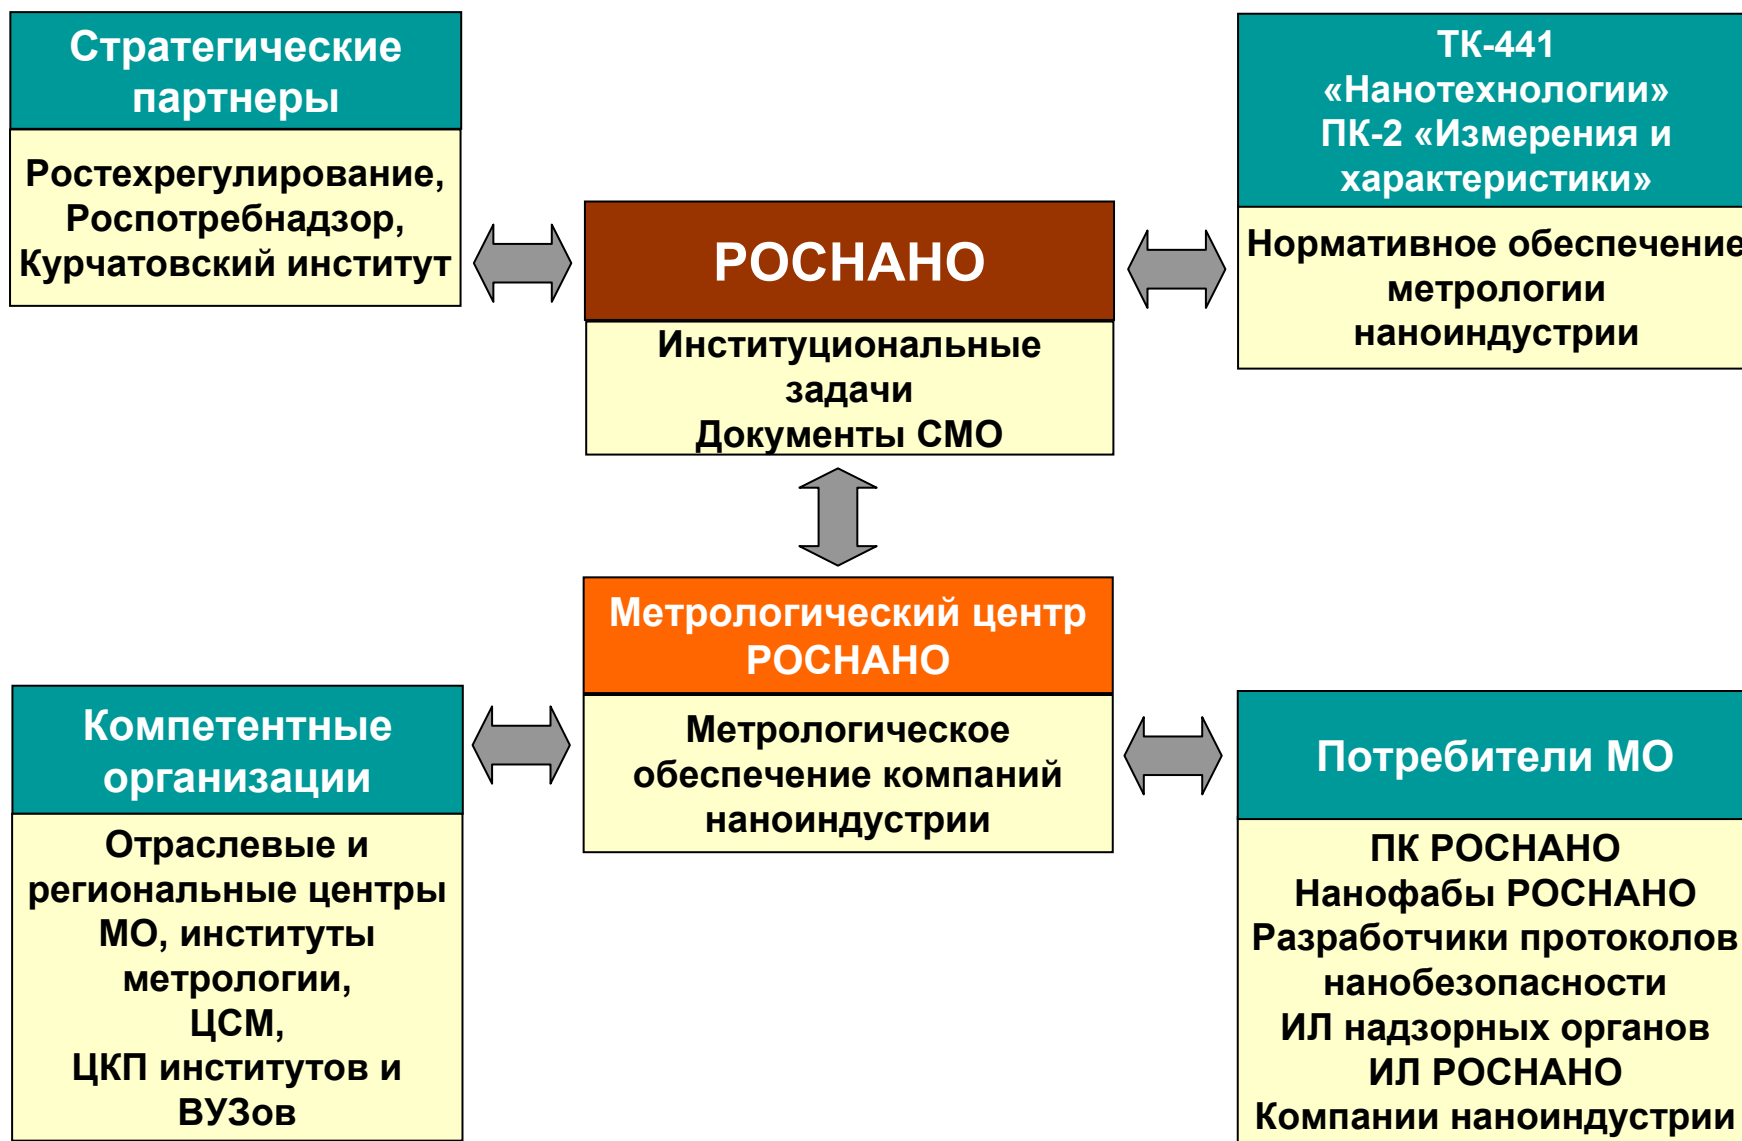 Стратегические
партнеры
Ростехрегулирование,
Роспотребнадзор,
Курчатовский институт
ТК-441
«Нанотехнологии»
ПК-2 «Измерения и
характеристики»
Нормативное обеспечение
метрологии
наноиндустрии
РОСНАНО
Институциональные
задачи
Документы СМО
Метрологический центр
РОСНАНО
Метрологическое
обеспечение компаний
наноиндустрии
Компетентные
организации
Отраслевые и
региональные центры
МО, институты
метрологии,
ЦСМ,
ЦКП институтов и
ВУЗов
Потребители МО
ПК РОСНАНО
Нанофабы РОСНАНО
Разработчики протоколов
нанобезопасности
ИЛ надзорных органов
ИЛ РОСНАНО
Компании наноиндустрии